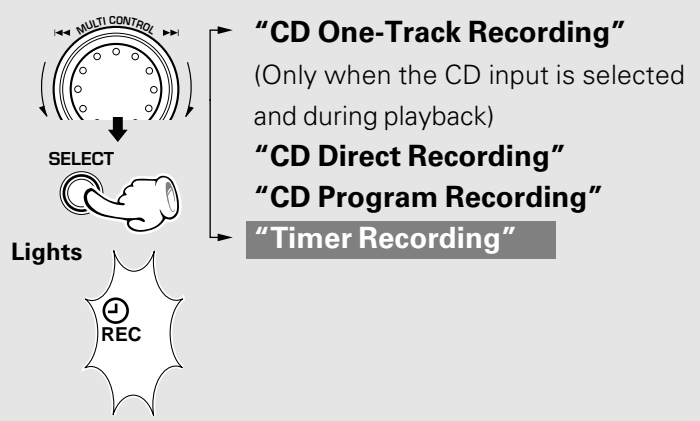 MULTI CONTROL
“CD One-Track Recording”
(Only when the CD input is selected
and during playback)
SELECT
“CD Direct Recording”
“CD Program Recording”
“Timer Recording”
Lights
REC